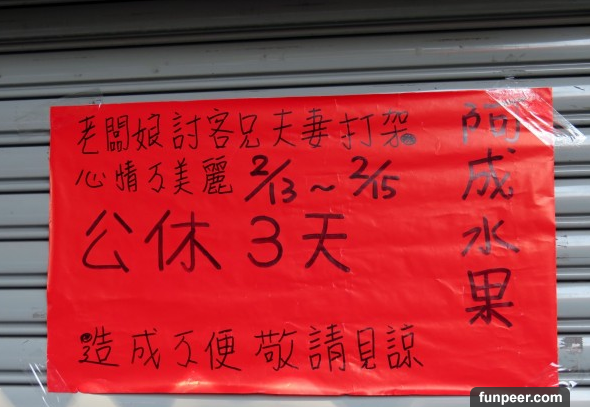 老闆娘討客兄夫妻打架
心情不美麗 2/13～2/15
公休3天
造成不便 敬請見諒
阿成水果
funpeer.com